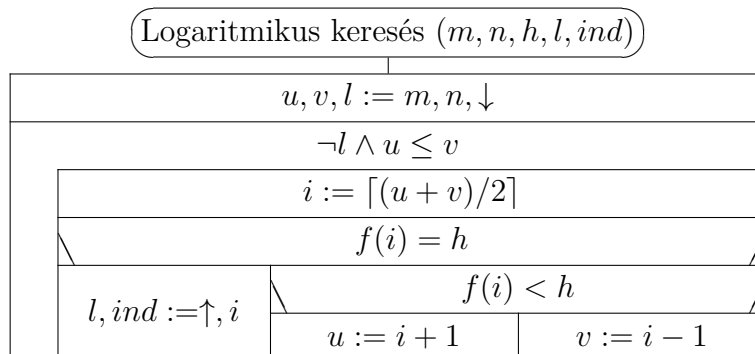 Logaritmikus keresés (m, n, h, l, ind)
u, v, l := m, n, ↓
¬l ∧ u ≤ v
i := ⌈(u + v)/2⌉
f(i) = h
l, ind :=↑, i
f(i) < h
u := i + 1
v := i − 1